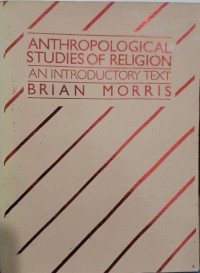 ANTHROPOLOGICAL
STUDIES OF RELIGION
AN INTRODUCTORY TEXT
BRIAN MORRIS